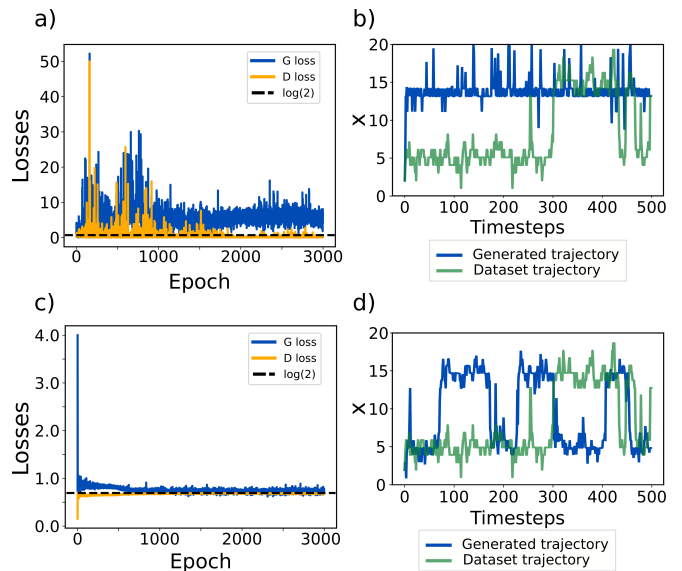 a)
50
40
30
20
10
0
Losses
G loss
D loss
log(2)
0
1000
2000
3000
Epoch
b)
20
15
10
5
0
x
0
100
200
300
400
500
Timesteps
Generated trajectory
Dataset trajectory
c)
4.0
3.0
2.0
1.0
0.0
Losses
G loss
D loss
log(2)
0
1000
2000
3000
Epoch
d)
20
15
10
5
0
x
0
100
200
300
400
500
Timesteps
Generated trajectory
Dataset trajectory